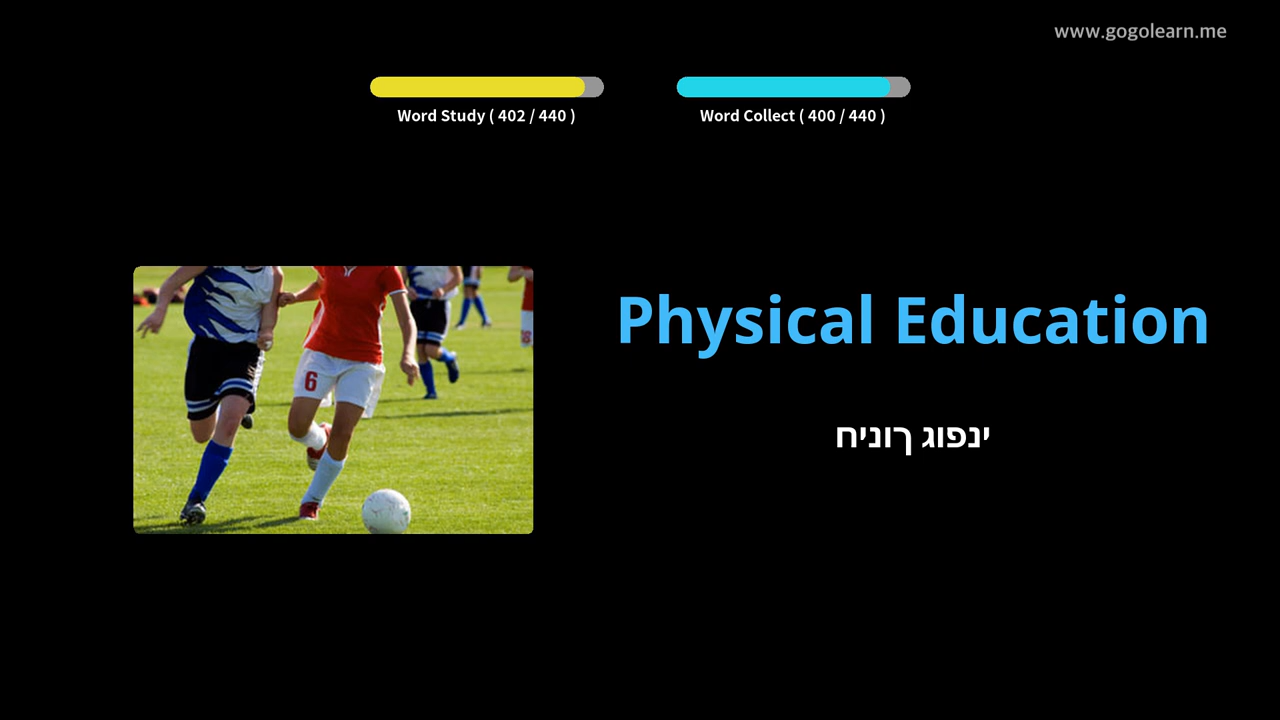 www.gogolearn.me
Word Study ( 402 / 440 )
Word Collect ( 400 / 440 )
Physical Education
ינפוג ךוניח
6